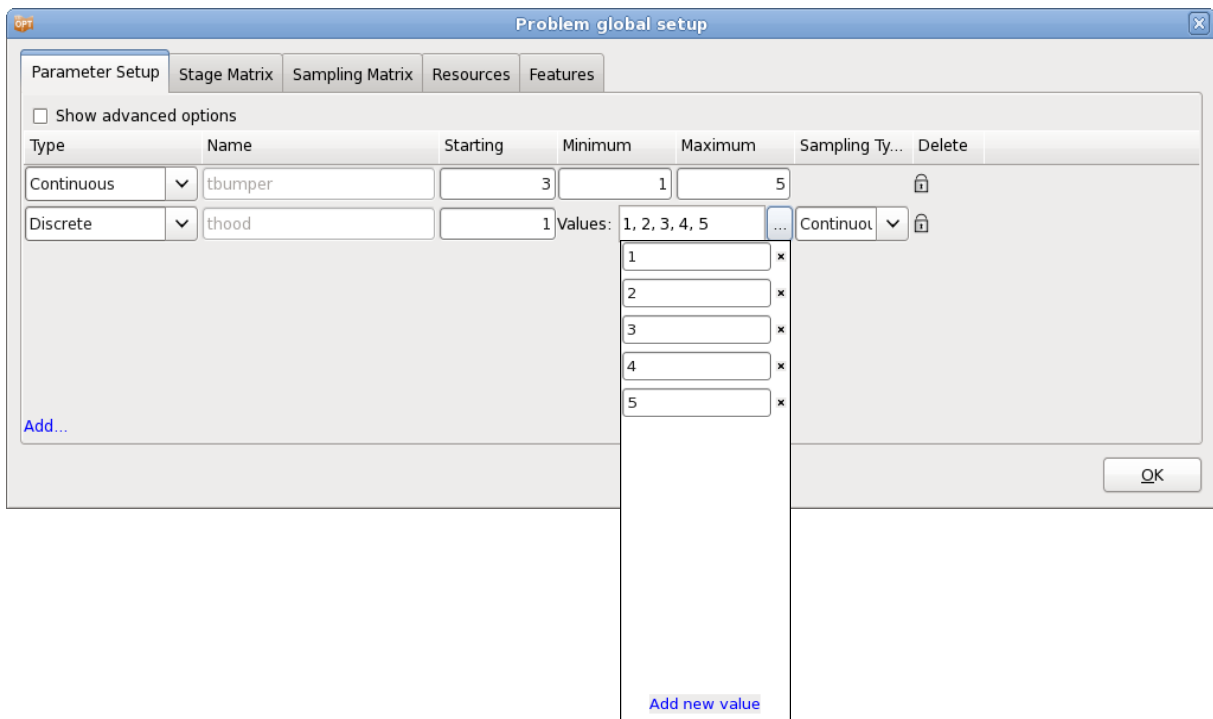 OPT Problem global setup
Parameter Setup Stage Matrix Sampling Matrix Resources Features
Show advanced options
Type Name Starting Minimum Maximum Sampling Ty... Delete
Continuous tbumper 3 1 5
Discrete thood 1 Values: 1, 2, 3, 4, 5 ... Continuou
1
2
3
4
5
Add...
OK
Add new value